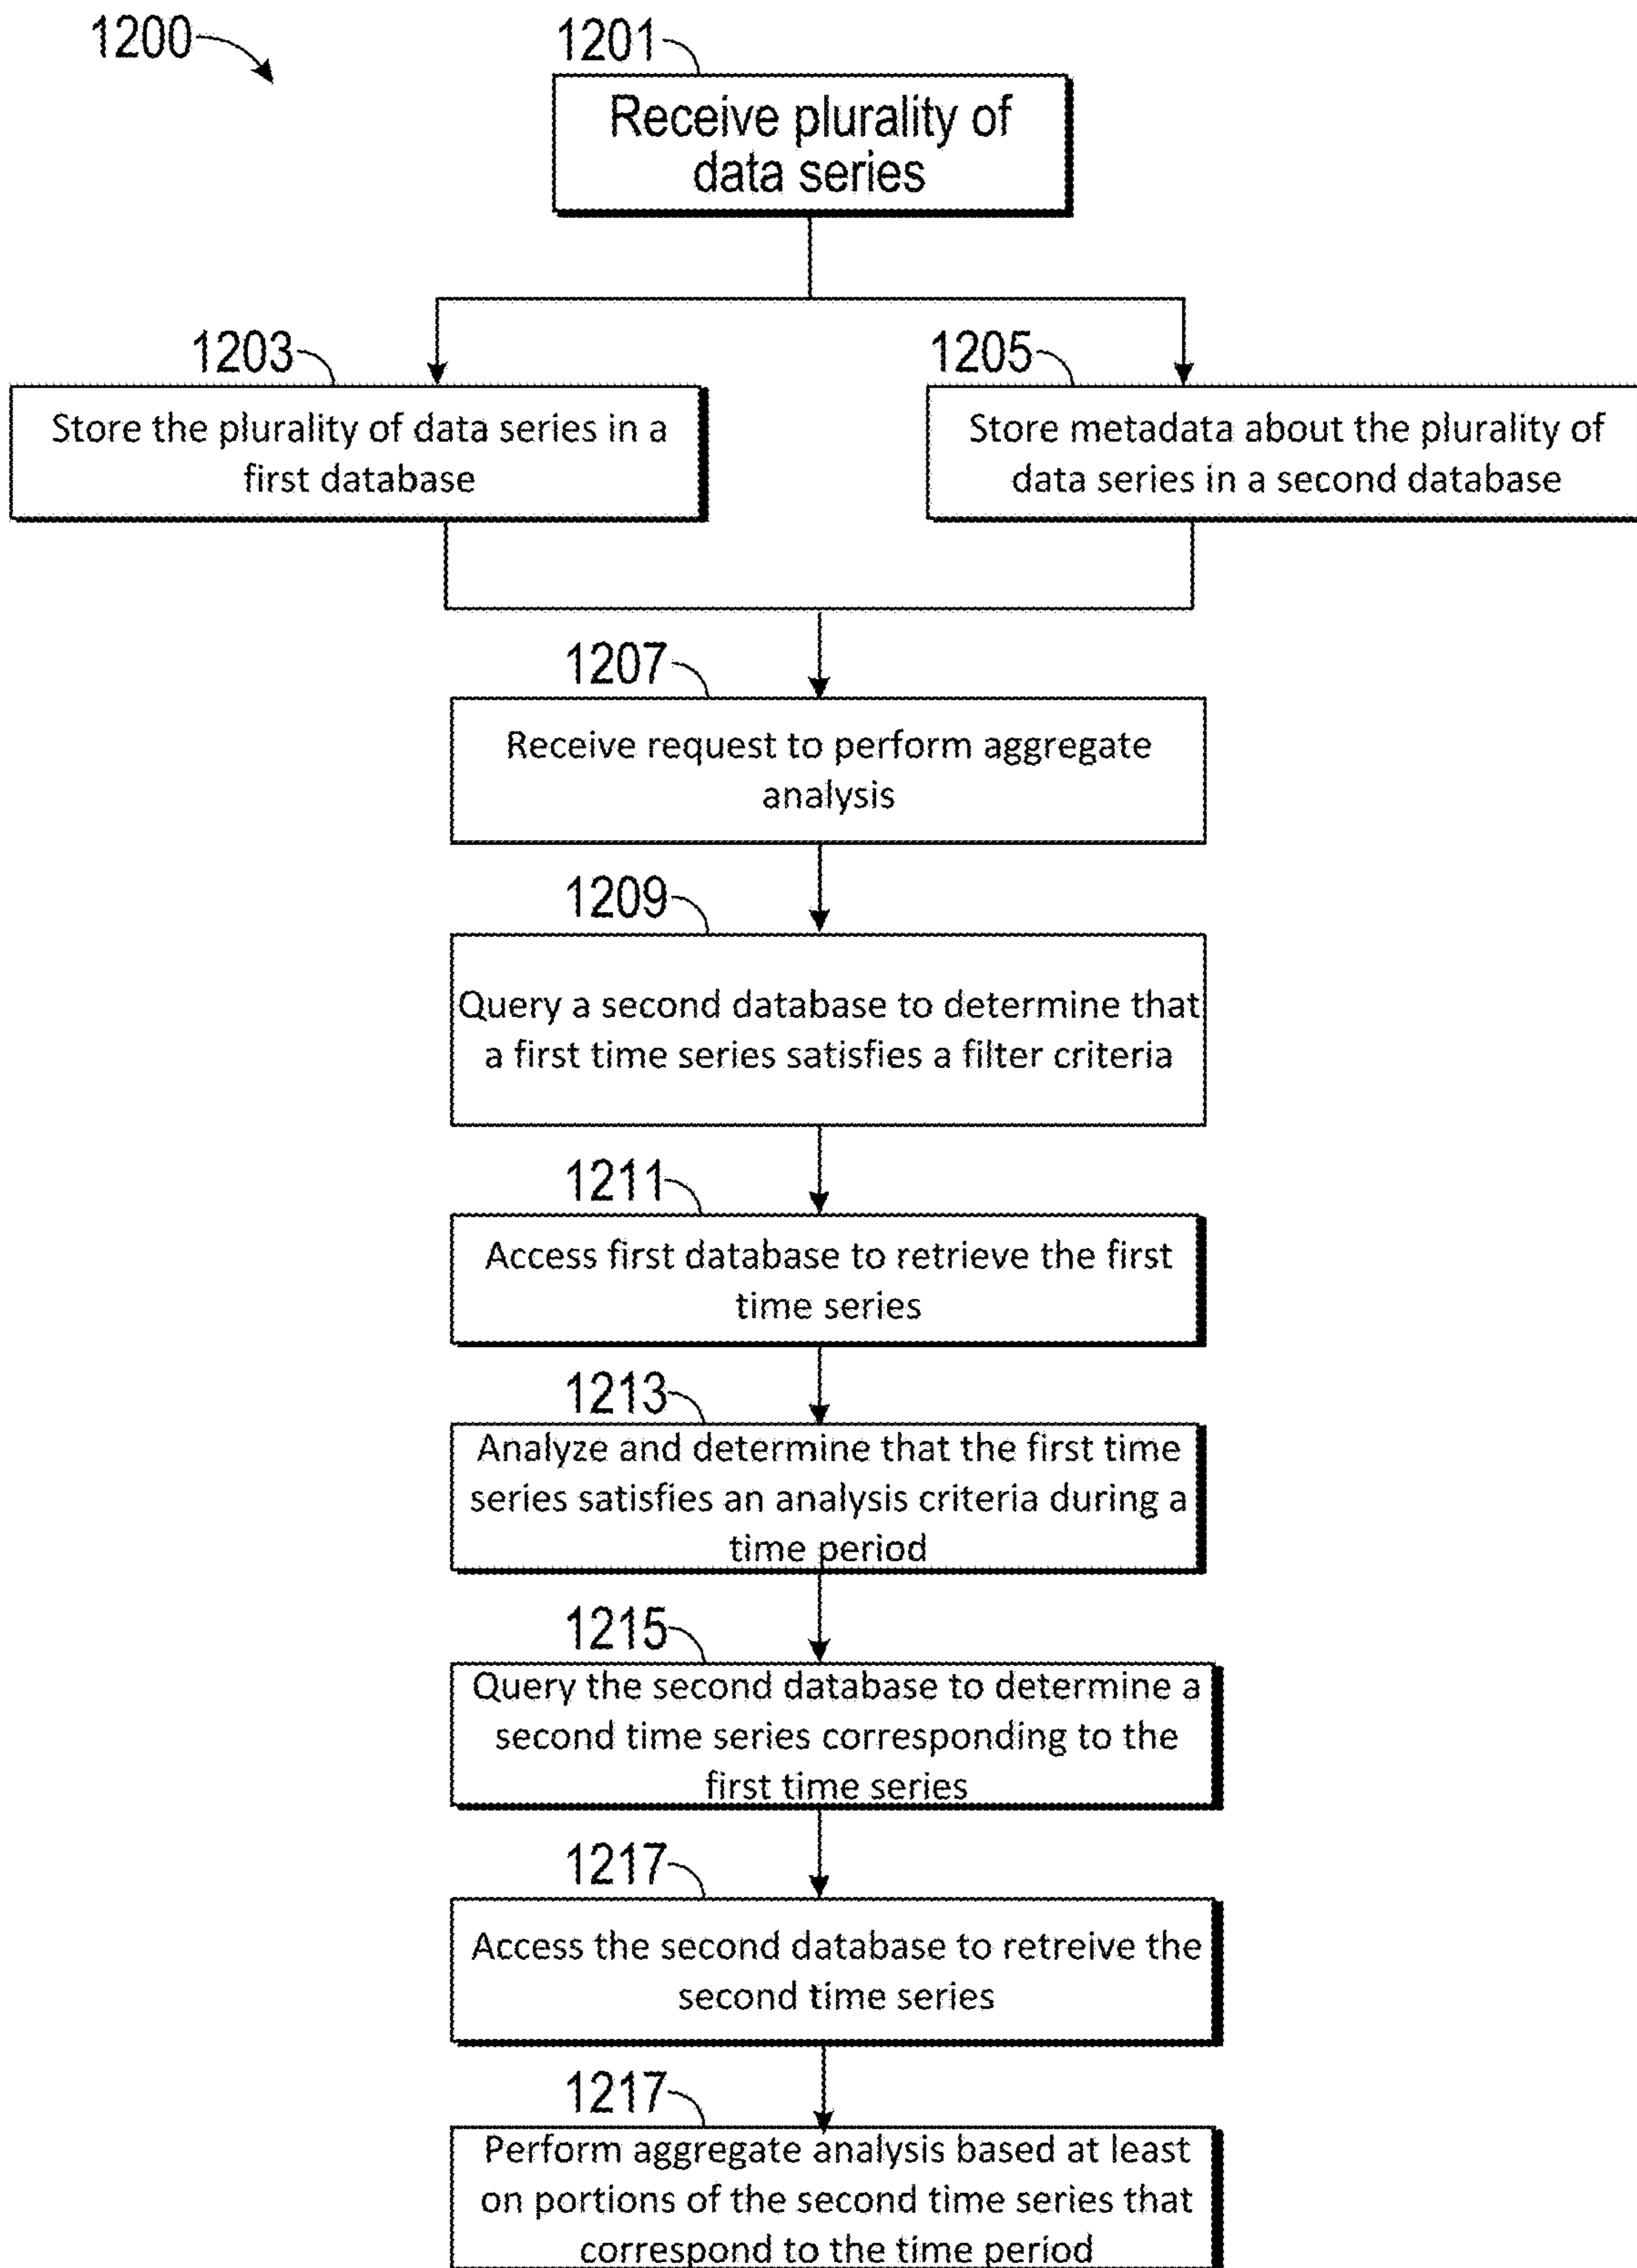 1200
1201
Receive plurality of
data series
1203
Store the plurality of data series in a
first database
1205
Store metadata about the plurality of
data series in a second database
1207
Receive request to perform aggregate
analysis
1209
Query a second database to determine that
a first time series satisfies a filter criteria
1211
Access first database to retrieve the first
time series
1213
Analyze and determine that the first time
series satisfies an analysis criteria during a
time period
1215
Query the second database to determine a
second time series corresponding to the
first time series
1217
Access the second database to retreive the
second time series
1217
Perform aggregate analysis based at least
on portions of the second time series that
correspond to the time period